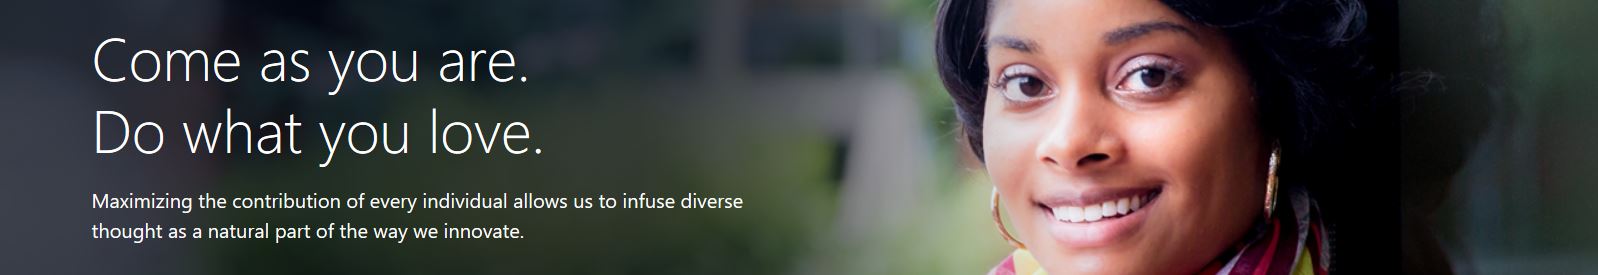 Come as you are.
Do what you love.
Maximizing the contribution of every individual allows us to infuse diverse
thought as a natural part of the way we innovate.